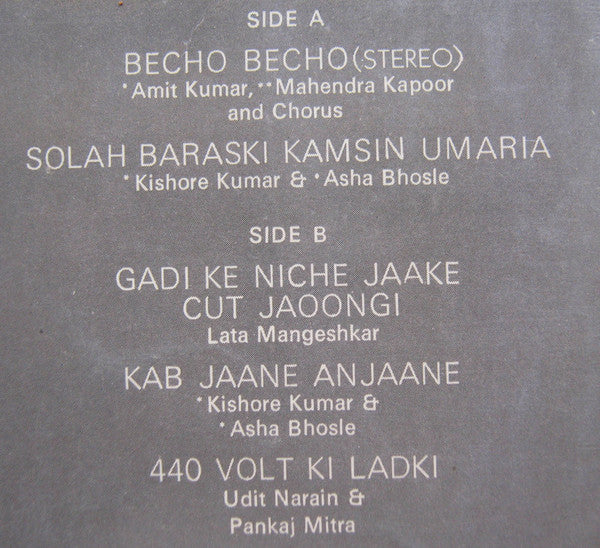 SIDE A
BECHO BECHO (STEREO)
*Amit Kumar, **Mahendra Kapoor
and Chorus
SOLAH BARASKI KAMSIN UMARIA
*Kishore Kumar & *Asha Bhosle
SIDE B
GADI KE NICHE JAAKE
CUT JAOONGI
Lata Mangeshkar
KAB JAANE ANJAANE
*Kishore Kumar &
*Asha Bhosle
440 VOLT KI LADKI
Udit Narain &
Pankaj Mitra